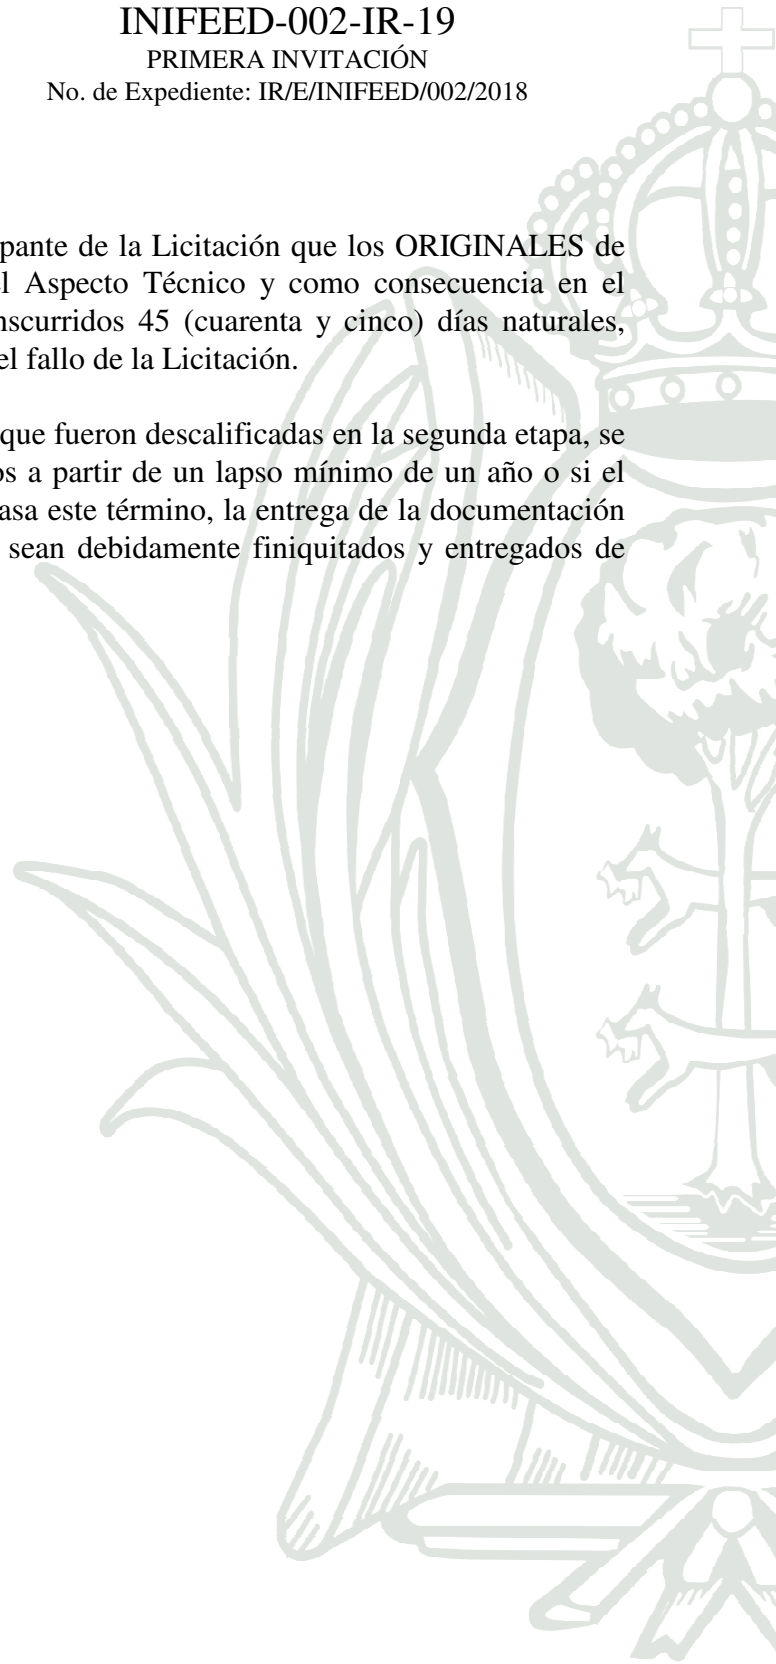 INIFEED-002-IR-19
PRIMERA INVITACIÓN
No. de Expediente: IR/E/INIFEED/002/2018
pante de la Licitación que los ORIGINALES de
l Aspecto Técnico y como consecuencia en el
nscurridos 45 (cuarenta y cinco) días naturales,
el fallo de la Licitación.
que fueron descalificadas en la segunda etapa, se
os a partir de un lapso mínimo de un año o si el
asa este término, la entrega de la documentación
sean debidamente finiquitados y entregados de